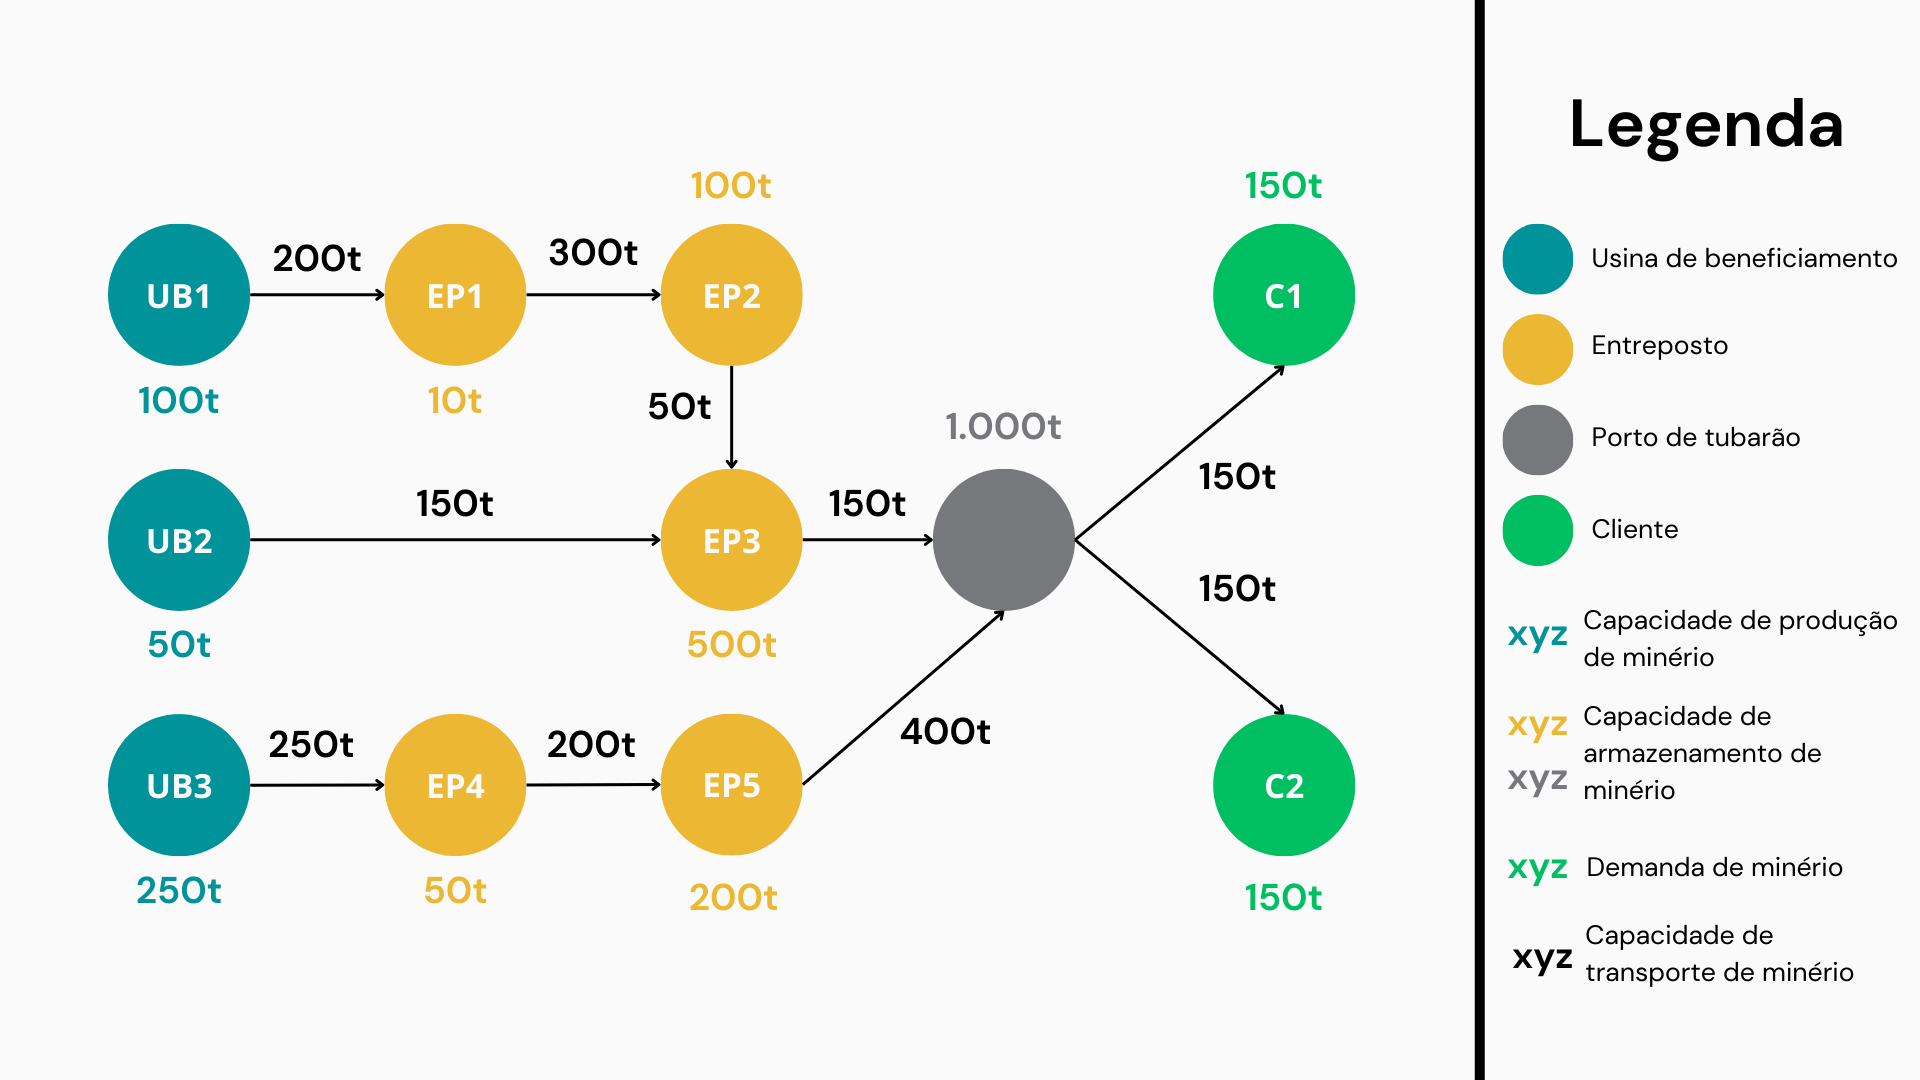 100t
150t
UB1
200t
EP1
300t
EP2
C1
100t
10t
50t
1.000t
150t
UB2
150t
EP3
150t
150t
50t
500t
UB3
250t
EP4
200t
EP5
400t
C2
250t
50t
200t
150t
Legenda
Usina de beneficiamento
Entreposto
Porto de tubarão
Cliente
xyz Capacidade de produção
de minério
xyz Capacidade de
armazenamento de
xyz minério
xyz Demanda de minério
xyz Capacidade de
transporte de minério